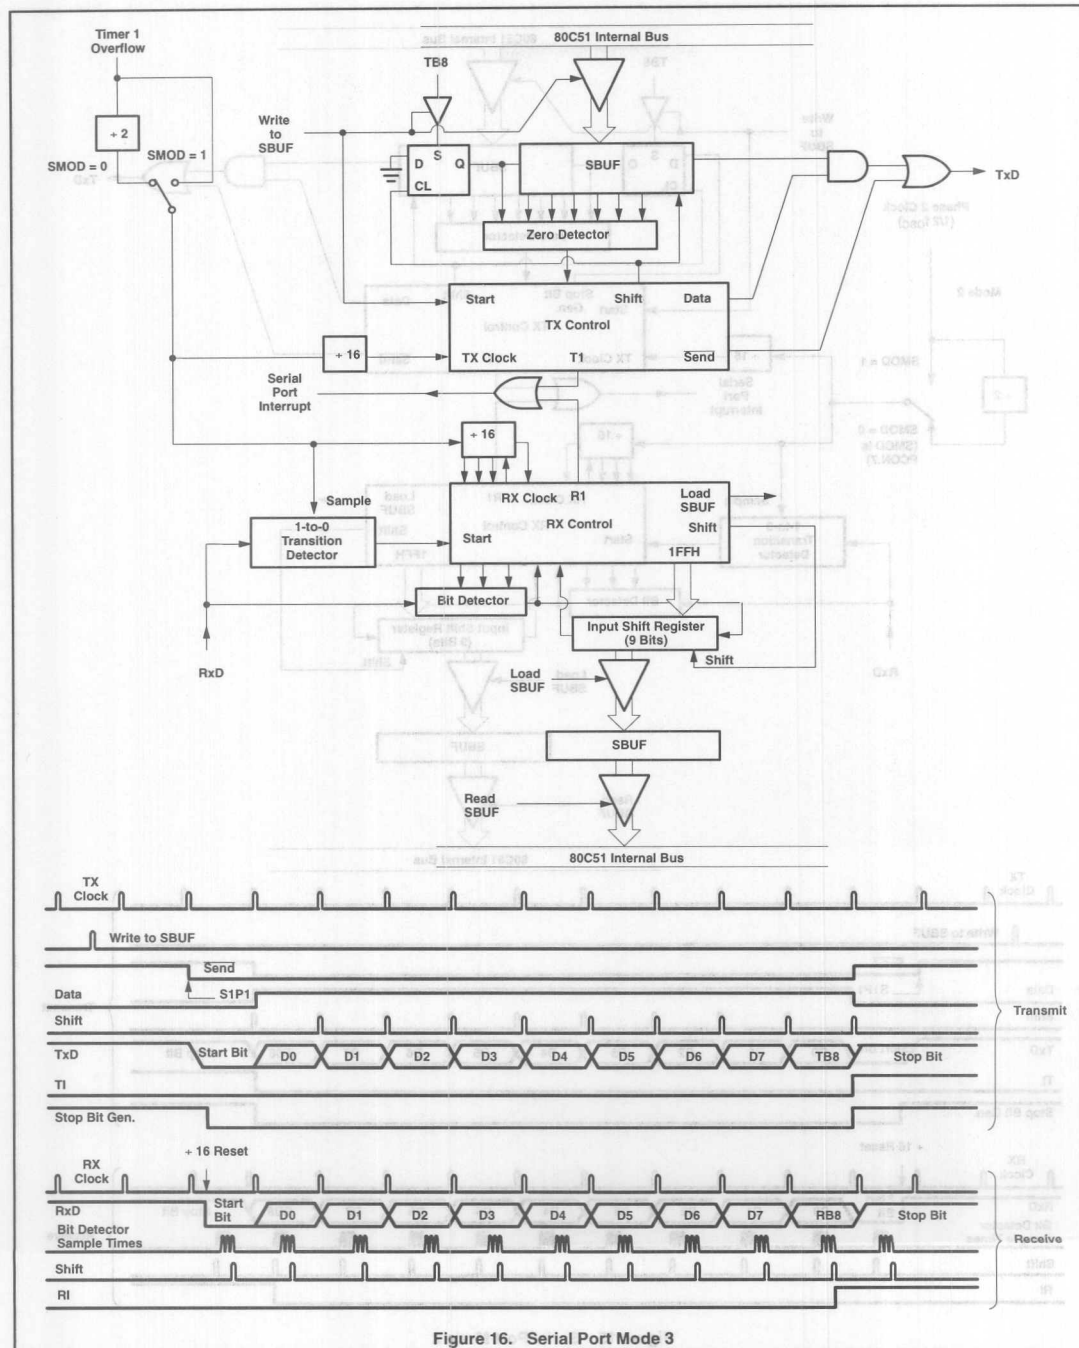 Timer 1
Overflow
80C51 Internal Bus
TB8
÷ 2
Write
to
SBUF
SMOD = 0
SMOD = 1
D
S
Q
CL
SBUF
TxD
Zero Detector
Start
Shift
Data
TX Control
TX Clock
T1
Send
÷ 16
Serial
Port
Interrupt
÷ 16
Sample
RX Clock
R1
Load
SBUF
RX Control
Shift
Start
1FFH
1-to-0
Transition
Detector
Bit Detector
Input Shift Register
(9 Bits)
RxD
Shift
Load
SBUF
SBUF
Read
SBUF
80C51 Internal Bus
TX
Clock
Write to SBUF
Send
S1P1
Data
Transmit
Shift
TxD
Start Bit
D0
D1
D2
D3
D4
D5
D6
D7
TB8
Stop Bit
TI
Stop Bit Gen.
÷ 16 Reset
RX
Clock
RxD
Start
Bit
D0
D1
D2
D3
D4
D5
D6
D7
RB8
Stop Bit
Bit Detector
Sample Times
Receive
Shift
RI
Figure 16. Serial Port Mode 3